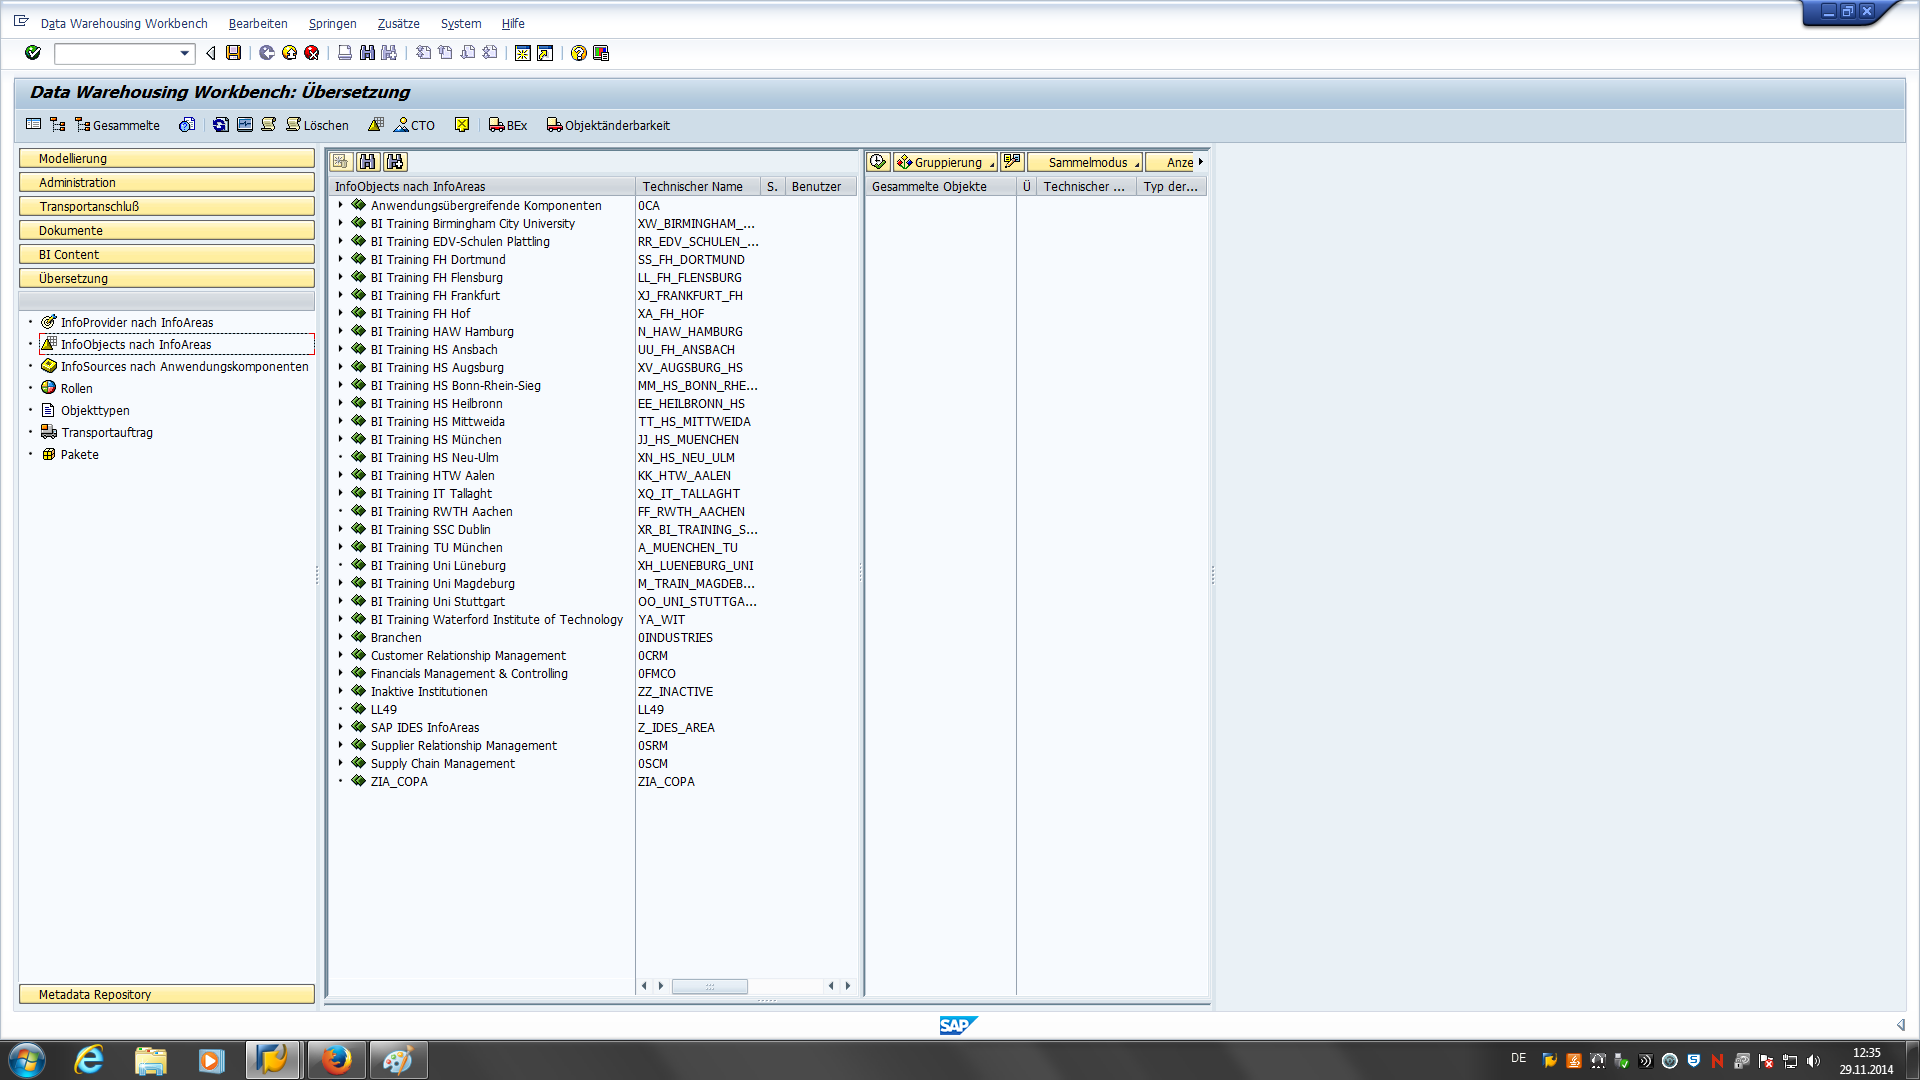 Data Warehousing Workbench Bearbeiten Springen Zusätze System Hilfe
Data Warehousing Workbench: Übersetzung
Gesammelte Löschen CTO BEx Objektänderbarkeit
Modellierung
Administration
Transportanschluß
Dokumente
BI Content
Übersetzung
InfoProvider nach InfoAreas
InfoObjects nach InfoAreas
InfoSources nach Anwendungskomponenten
Rollen
Objekttypen
Transportauftrag
Pakete
Metadata Repository
InfoObjects nach InfoAreas Technischer Name S. Benutzer
Anwendungsübergreifende Komponenten 0CA
BI Training Birmingham City University XW_BIRMINGHAM_...
BI Training EDV-Schulen Plattling RR_EDV_SCHULEN_...
BI Training FH Dortmund SS_FH_DORTMUND
BI Training FH Flensburg LL_FH_FLENSBURG
BI Training FH Frankfurt XJ_FRANKFURT_FH
BI Training FH Hof XA_FH_HOF
BI Training HAW Hamburg N_HAW_HAMBURG
BI Training HS Ansbach UU_FH_ANSBACH
BI Training HS Augsburg XV_AUGSBURG_HS
BI Training HS Bonn-Rhein-Sieg MM_HS_BONN_RHE...
BI Training HS Heilbronn EE_HEILBRONN_HS
BI Training HS Mittweida TT_HS_MITTWEIDA
BI Training HS München JJ_HS_MUENCHEN
BI Training HS Neu-Ulm XN_HS_NEU_ULM
BI Training HTW Aalen KK_HTW_AALEN
BI Training IT Tallaght XQ_IT_TALLAGHT
BI Training RWTH Aachen FF_RWTH_AACHEN
BI Training SSC Dublin XR_BI_TRAINING_S...
BI Training TU München A_MUENCHEN_TU
BI Training Uni Lüneburg XH_LUENEBURG_UNI
BI Training Uni Magdeburg M_TRAIN_MAGDEB...
BI Training Uni Stuttgart OO_UNI_STUTTGA...
BI Training Waterford Institute of Technology YA_WIT
Branchen 0INDUSTRIES
Customer Relationship Management 0CRM
Financials Management & Controlling 0FMCO
Inaktive Institutionen ZZ_INACTIVE
LL49 LL49
SAP IDES InfoAreas Z_IDES_AREA
Supplier Relationship Management 0SRM
Supply Chain Management 0SCM
ZIA_COPA ZIA_COPA
Gruppierung Sammelmodus Anze
Gesammelte Objekte Ü Technischer ... Typ der...
SAP
DE
12:35
29.11.2014